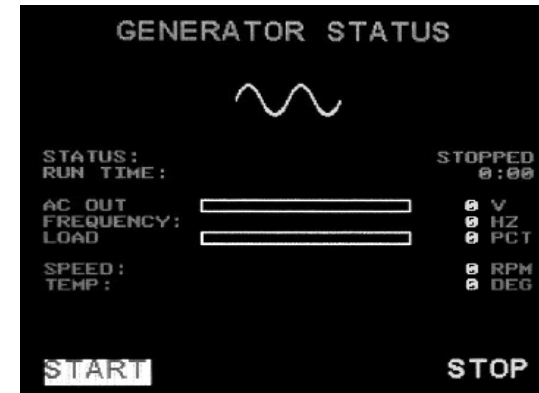 GENERATOR STATUS
STATUS: STOPPED
RUN TIME: 0:00
AC OUT 0 V
FREQUENCY: 0 HZ
LOAD 0 PCT
SPEED: 0 RPM
TEMP: 0 DEG
START STOP